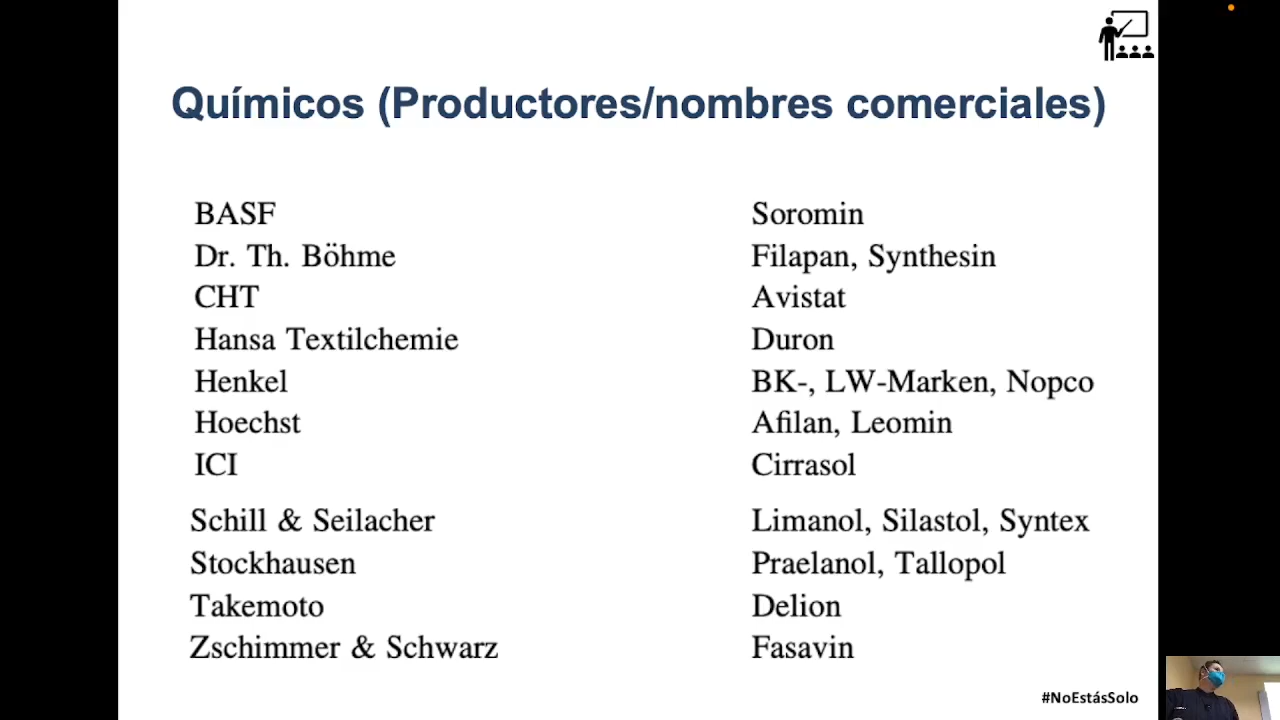 Químicos (Productores/nombres comerciales)
BASF Soromin
Dr. Th. Böhme Filapan, Synthesin
CHT Avistat
Hansa Textilchemie Duron
Henkel BK-, LW-Marken, Nopco
Hoechst Afilan, Leomin
ICI Cirrasol
Schill & Seilacher Limanol, Silastol, Syntex
Stockhausen Praelanol, Tallopol
Takemoto Delion
Zschimmer & Schwarz Fasavin
#NoEstásSolo